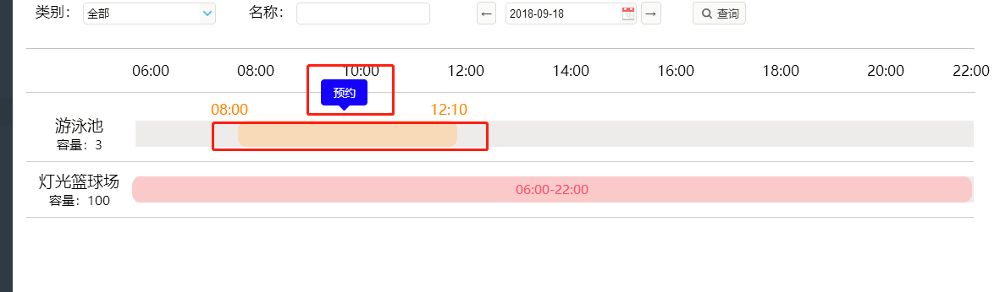 类别： 全部 名称： ← 2018-09-18 → 查询
06:00 08:00 10:00 12:00 14:00 16:00 18:00 20:00 22:00
预约
08:00 12:10
游泳池
容量：3
灯光篮球场
容量：100
06:00-22:00